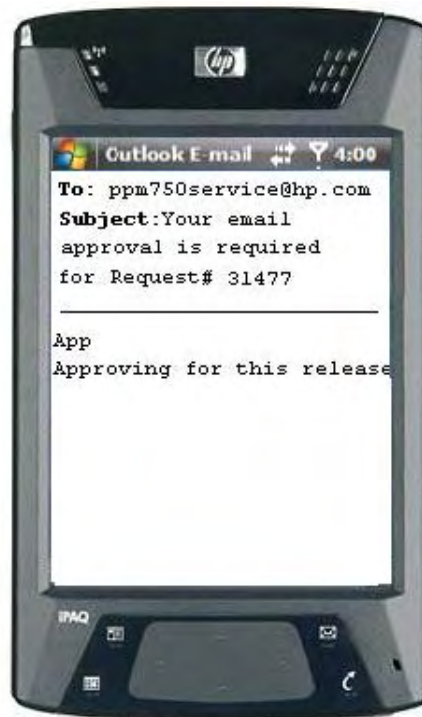 hp
Outlook E-mail 4:00
To: ppm750service@hp.com
Subject:Your email
approval is required
for Request# 31477
App
Approving for this release
iPAQ